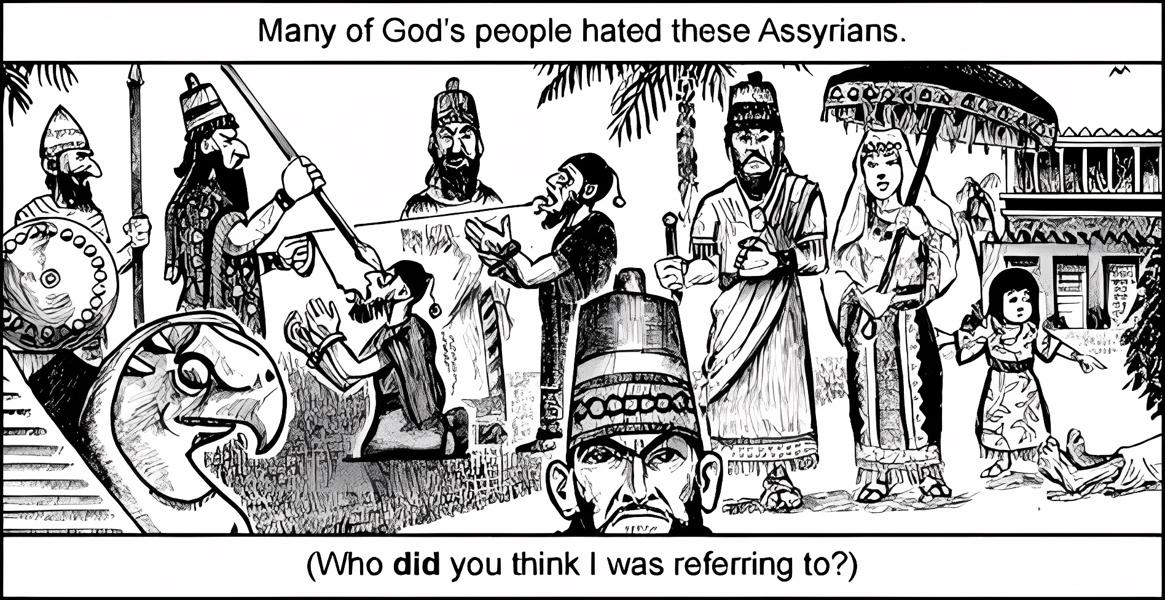 Many of God's people hated these Assyrians.
(Who did you think I was referring to?)